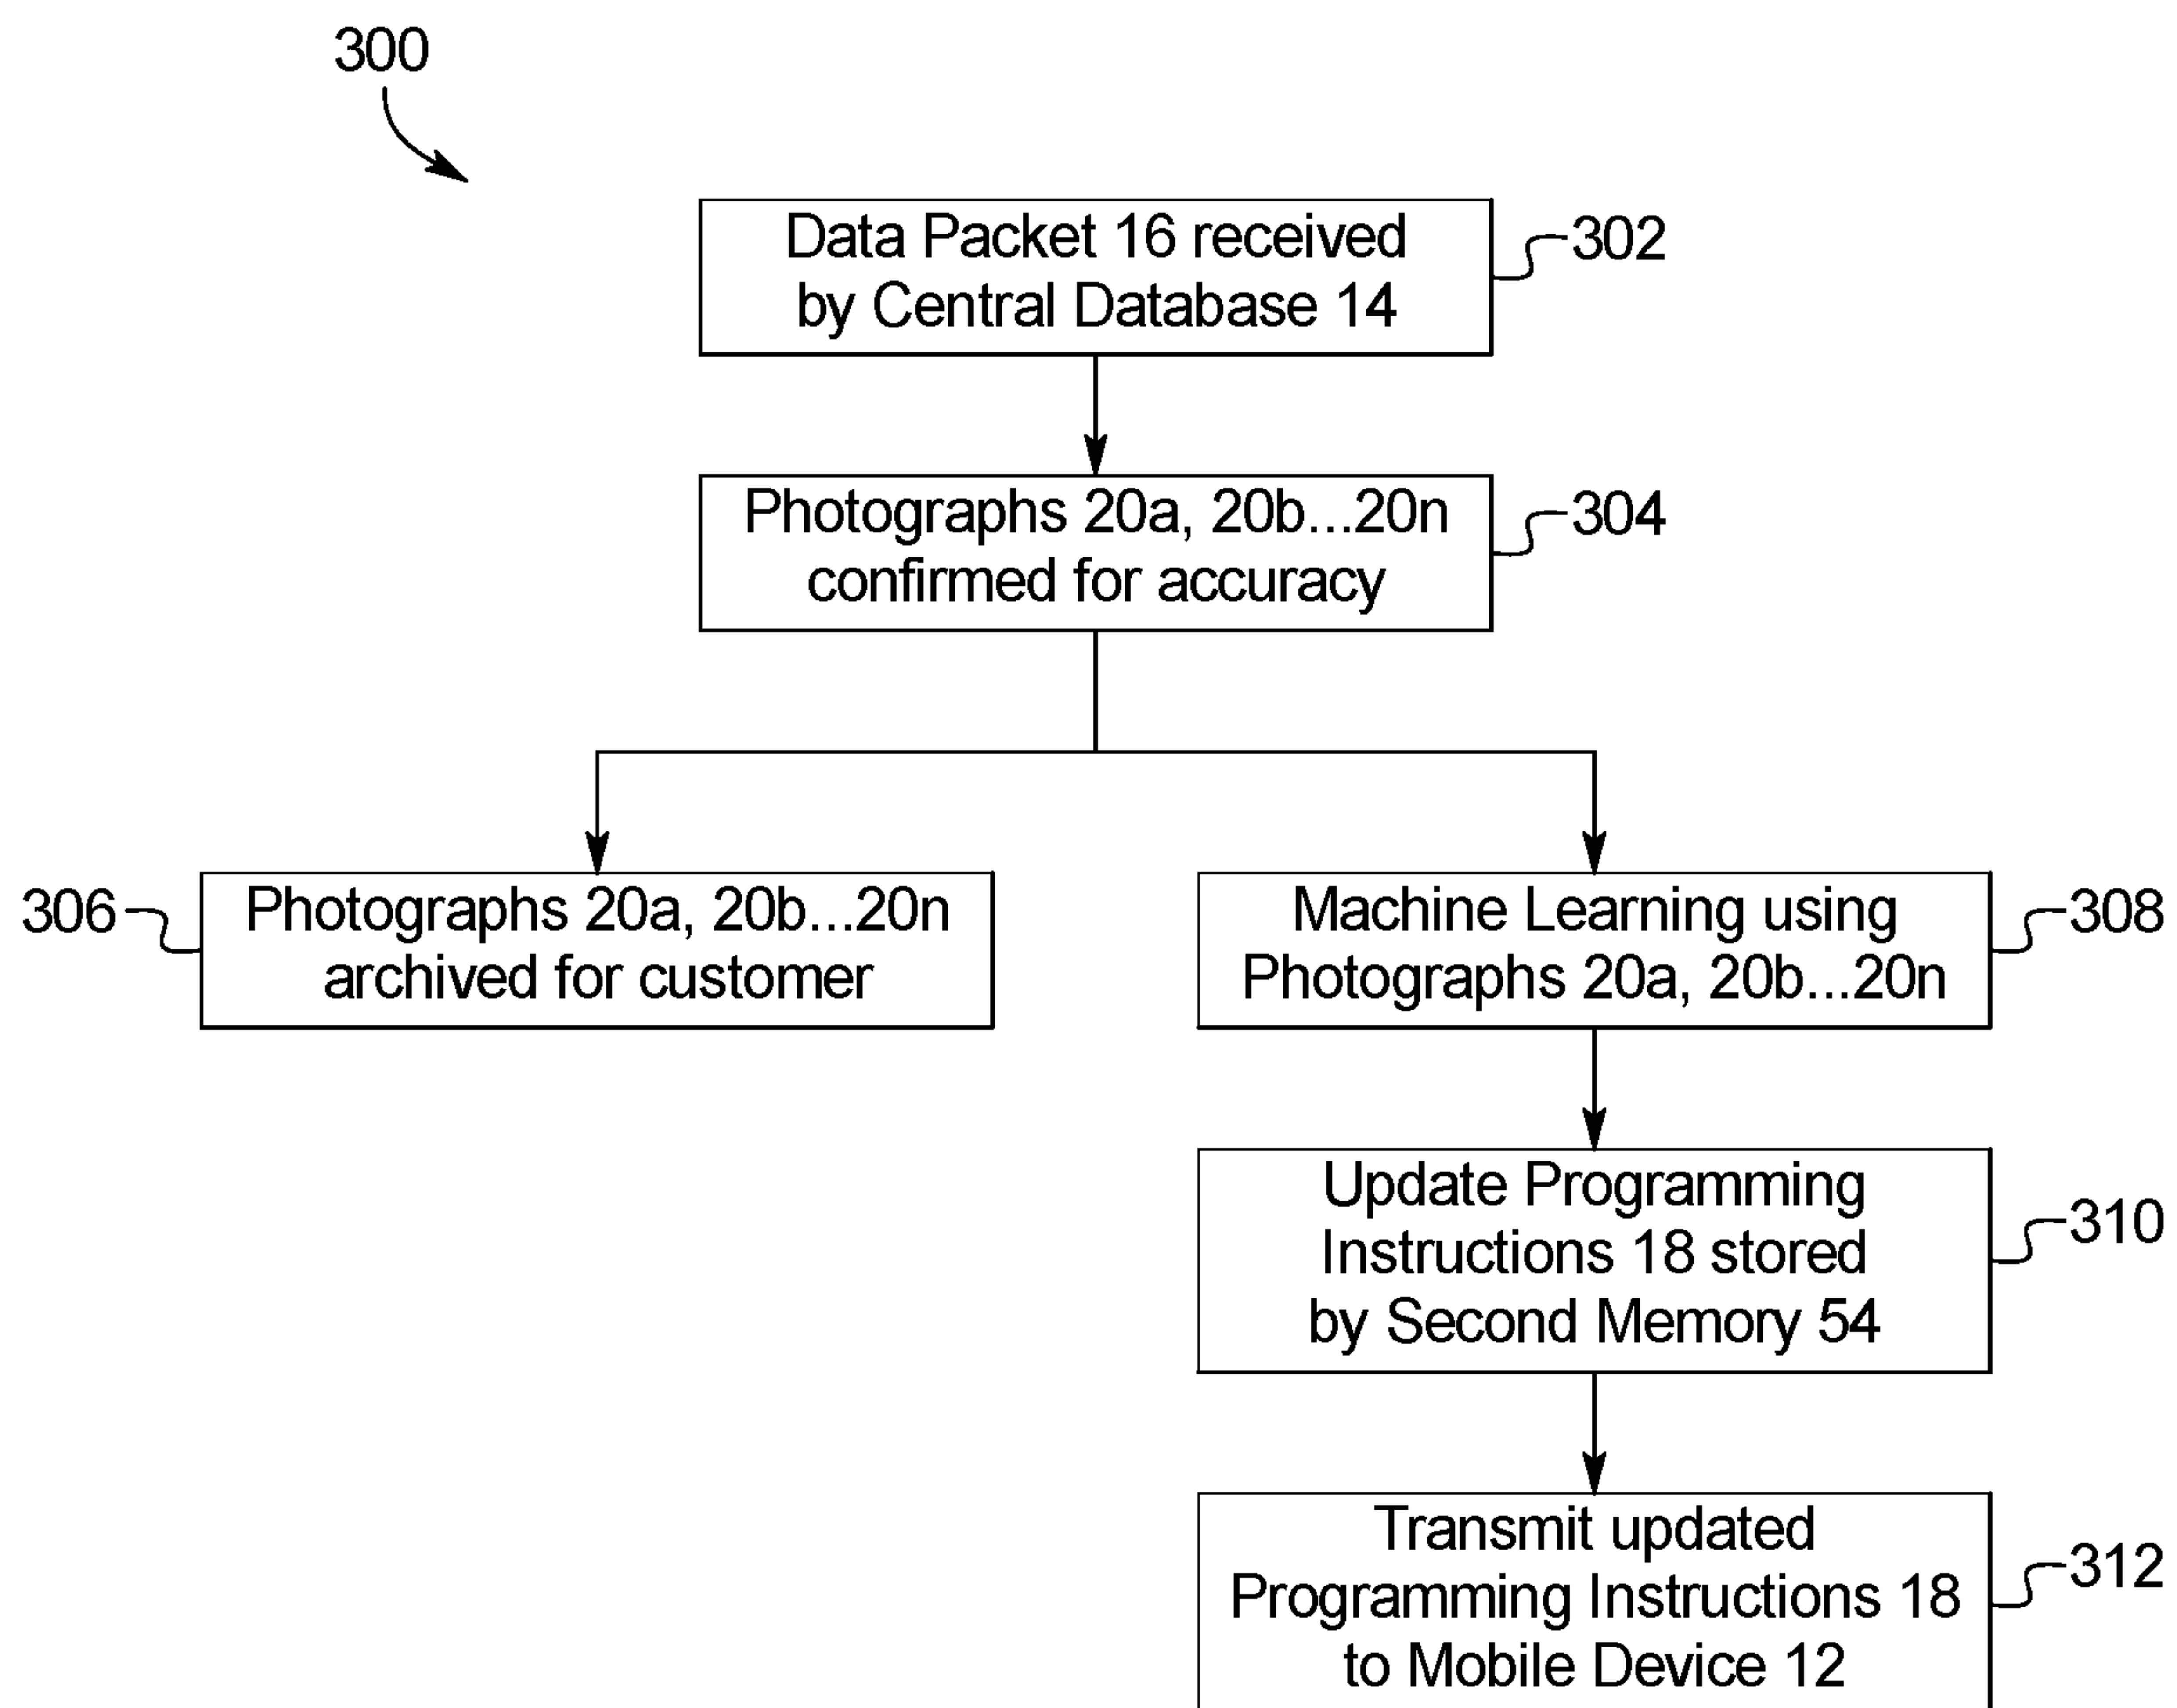 300
Data Packet 16 received
by Central Database 14
302
Photographs 20a, 20b...20n
confirmed for accuracy
304
306
Photographs 20a, 20b...20n
archived for customer
Machine Learning using
Photographs 20a, 20b...20n
308
Update Programming
Instructions 18 stored
by Second Memory 54
310
Transmit updated
Programming Instructions 18
to Mobile Device 12
312